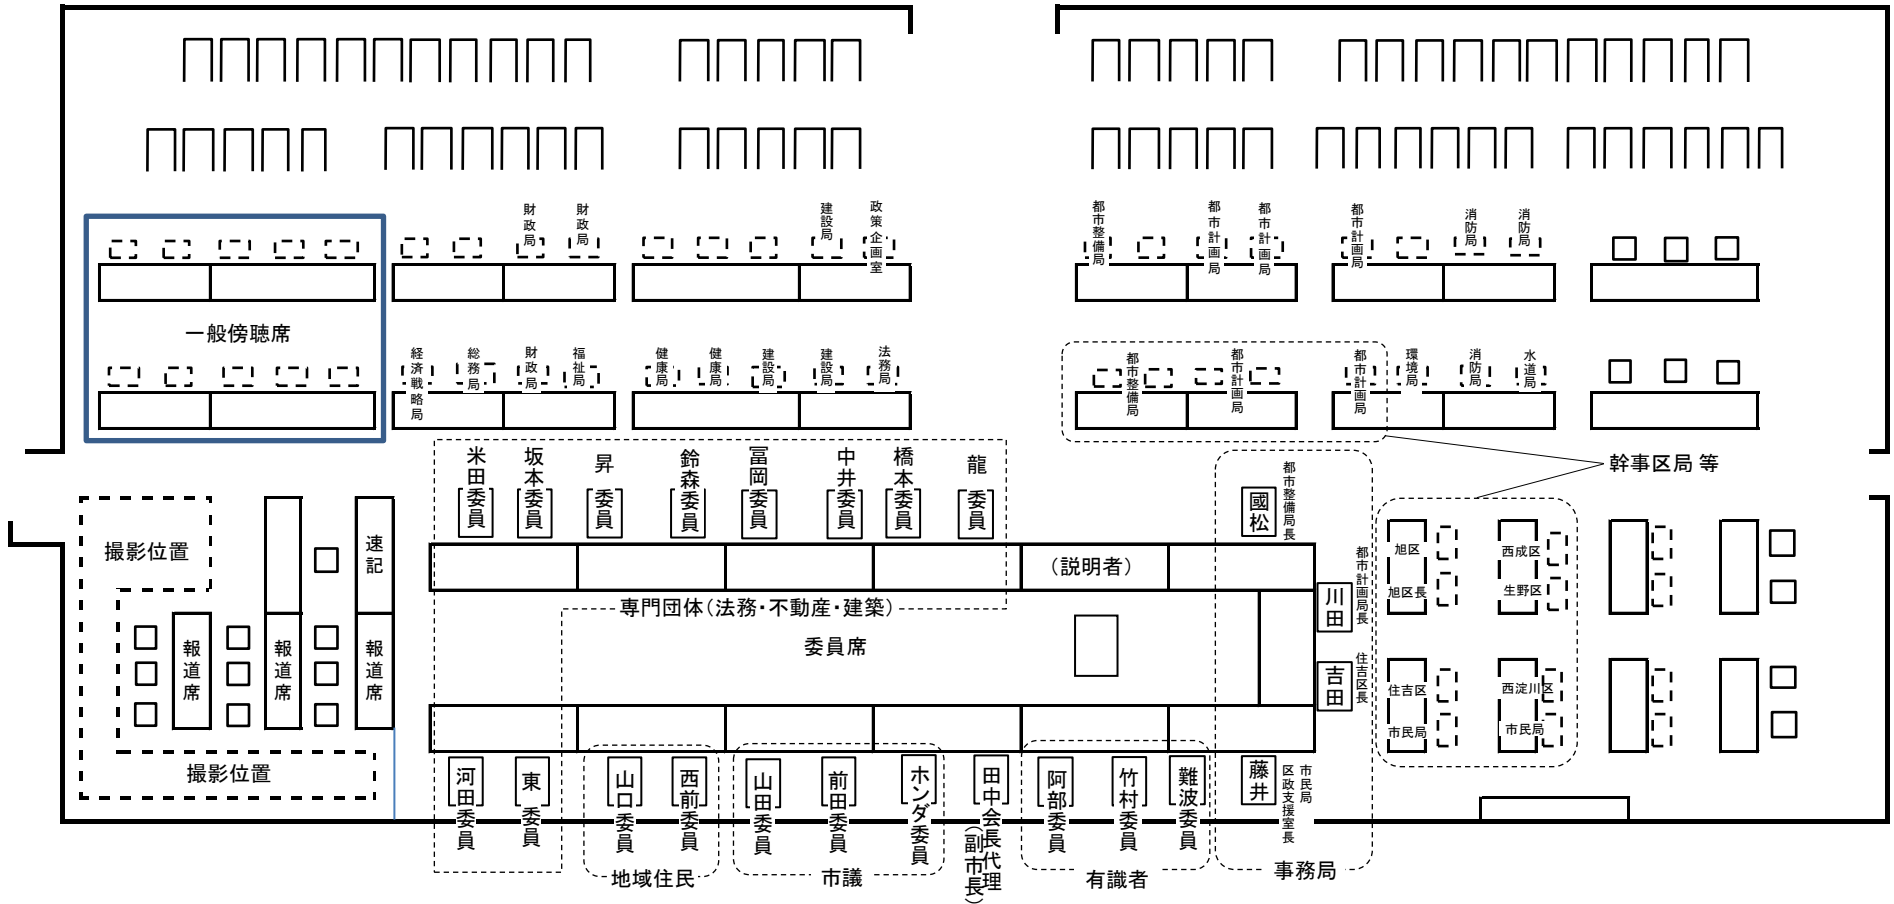 財政局
財政局
建設局
政策企画室
都市整備局
都市計画局
都市計画局
都市計画局
消防局
消防局
一般傍聴席
経済戦略局
総務局
財政局
福祉局
健康局
健康局
建設局
建設局
法務局
都市整備局
都市計画局
都市計画局
環境局
消防局
水道局
幹事区局 等
米田委員
坂本委員
昇 委員
鈴森委員
冨岡委員
中井委員
橋本委員
龍 委員
國松
都市整備局長
撮影位置
速記
(説明者)
都市計画局長
川田
旭区
旭区長
西成区
生野区
専門団体(法務・不動産・建築)
委員席
報道席
報道席
報道席
住吉区長
吉田
住吉区
市民局
西淀川区
市民局
撮影位置
河田委員
東 委員
山口委員
西前委員
山田委員
前田委員
ホンダ委員
田中会長代理
(副市長)
阿部委員
竹村委員
難波委員
藤井
市民局
区政支援室長
地域住民
市議
有識者
事務局